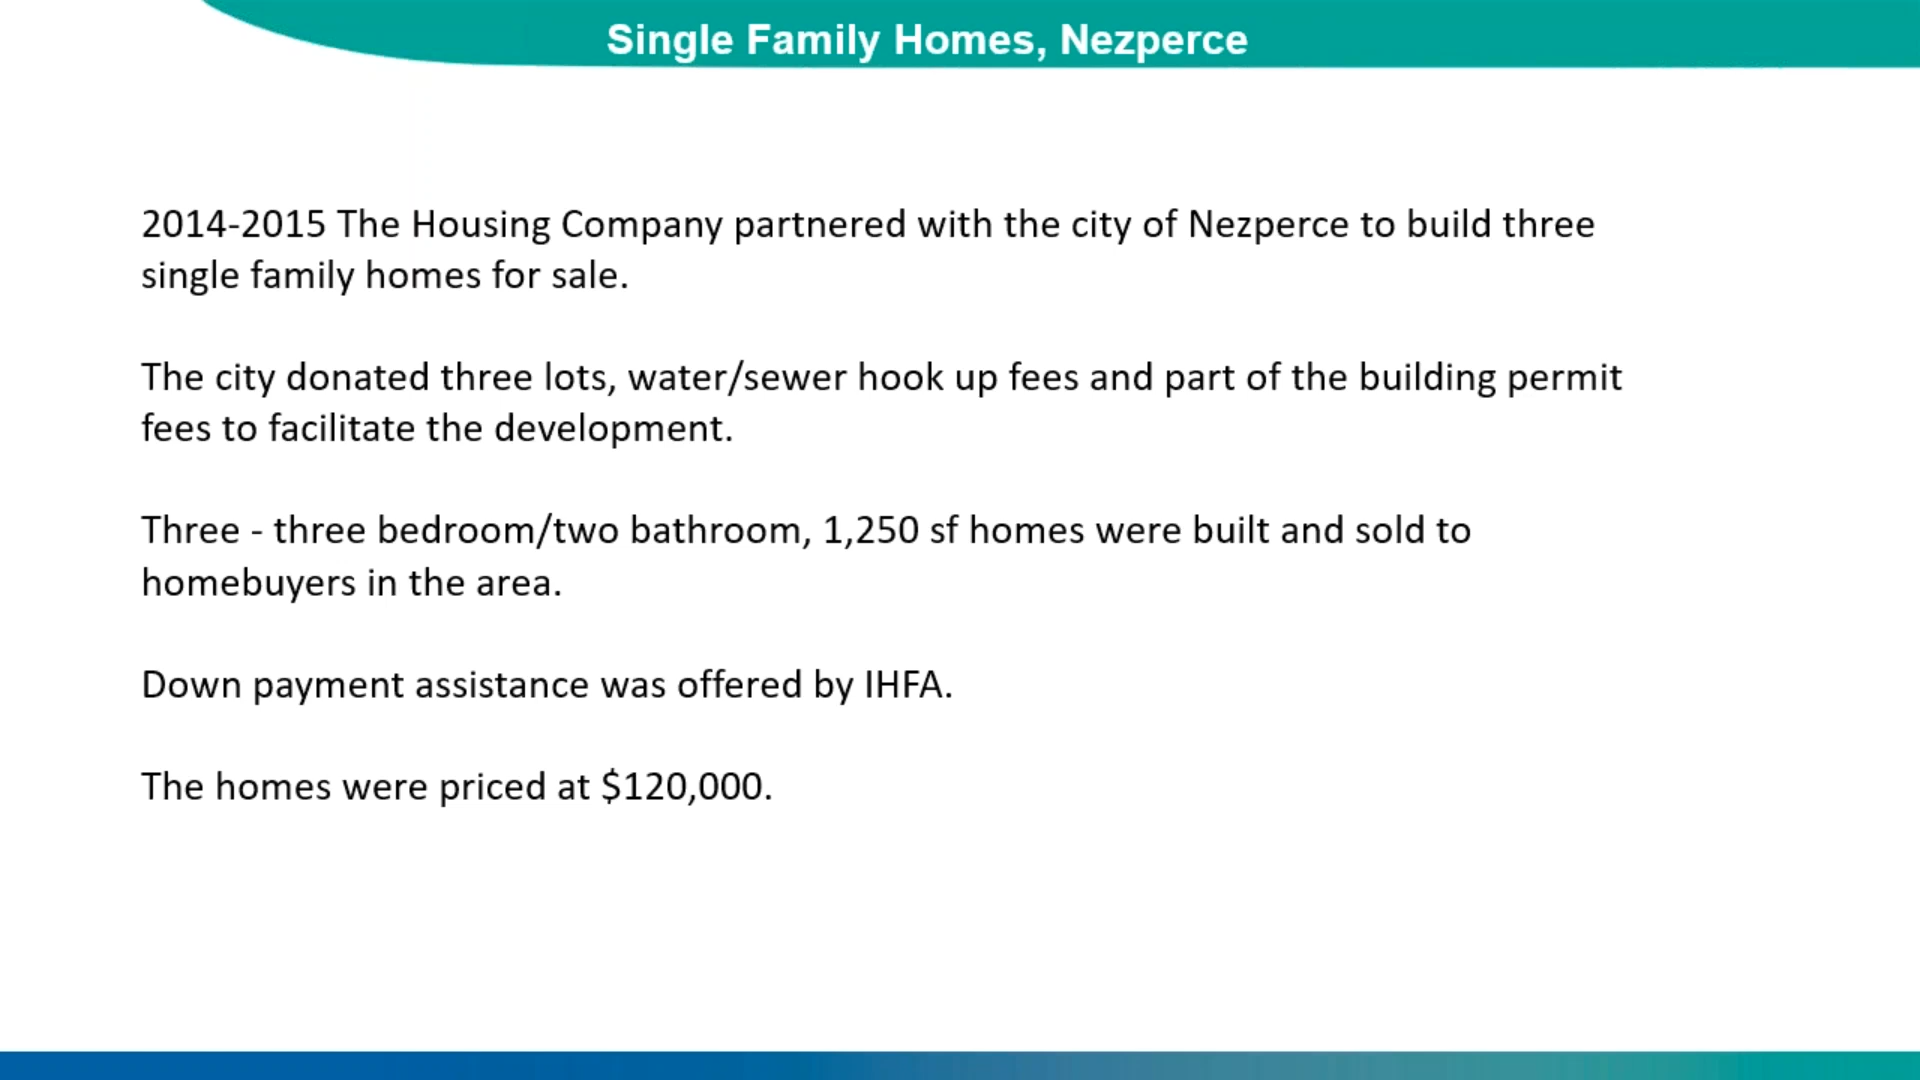 Single Family Homes, Nezperce
2014-2015 The Housing Company partnered with the city of Nezperce to build three
single family homes for sale.
The city donated three lots, water/sewer hook up fees and part of the building permit
fees to facilitate the development.
Three - three bedroom/two bathroom, 1,250 sf homes were built and sold to
homebuyers in the area.
Down payment assistance was offered by IHFA.
The homes were priced at $120,000.